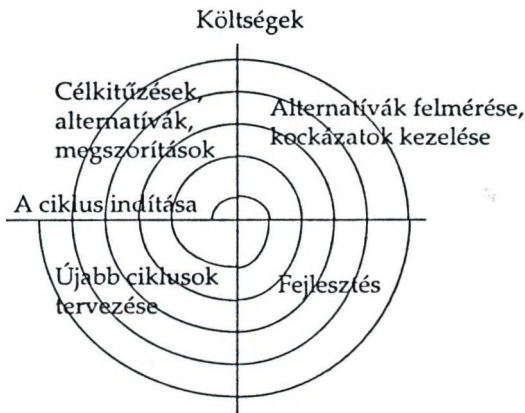 Költségek
Célkitűzések,
alternatívák,
megszorítások
Alternatívák felmérése,
kockázatok kezelése
A ciklus indítása
Újabb ciklusok
tervezése
Fejlesztés